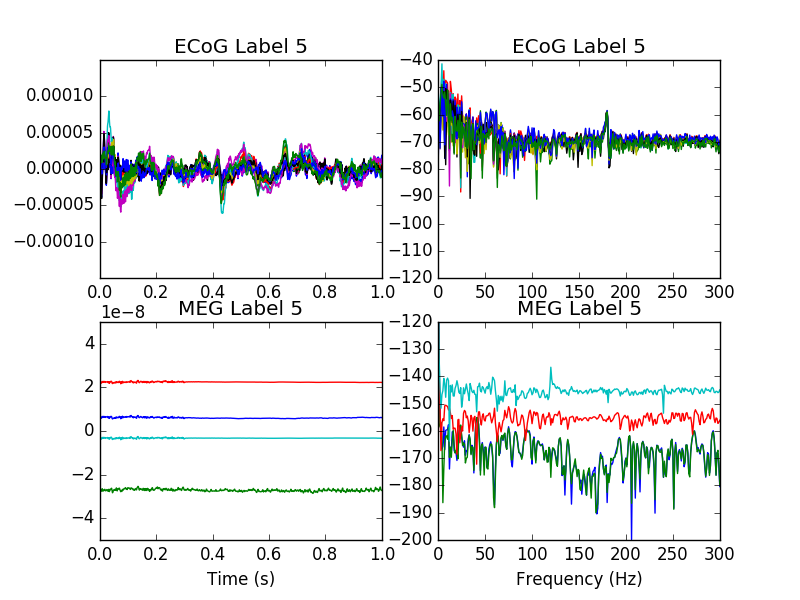 ECoG Label 5
0.00010
0.00005
0.00000
−0.00005
−0.00010
0.0 0.2 0.4 0.6 0.8 1.0
ECoG Label 5
−40
−50
−60
−70
−80
−90
−100
−110
−120
0 50 100 150 200 250 300
MEG Label 5
1e−8
4
2
0
−2
−4
0.0 0.2 0.4 0.6 0.8 1.0
Time (s)
MEG Label 5
−120
−130
−140
−150
−160
−170
−180
−190
−200
0 50 100 150 200 250 300
Frequency (Hz)